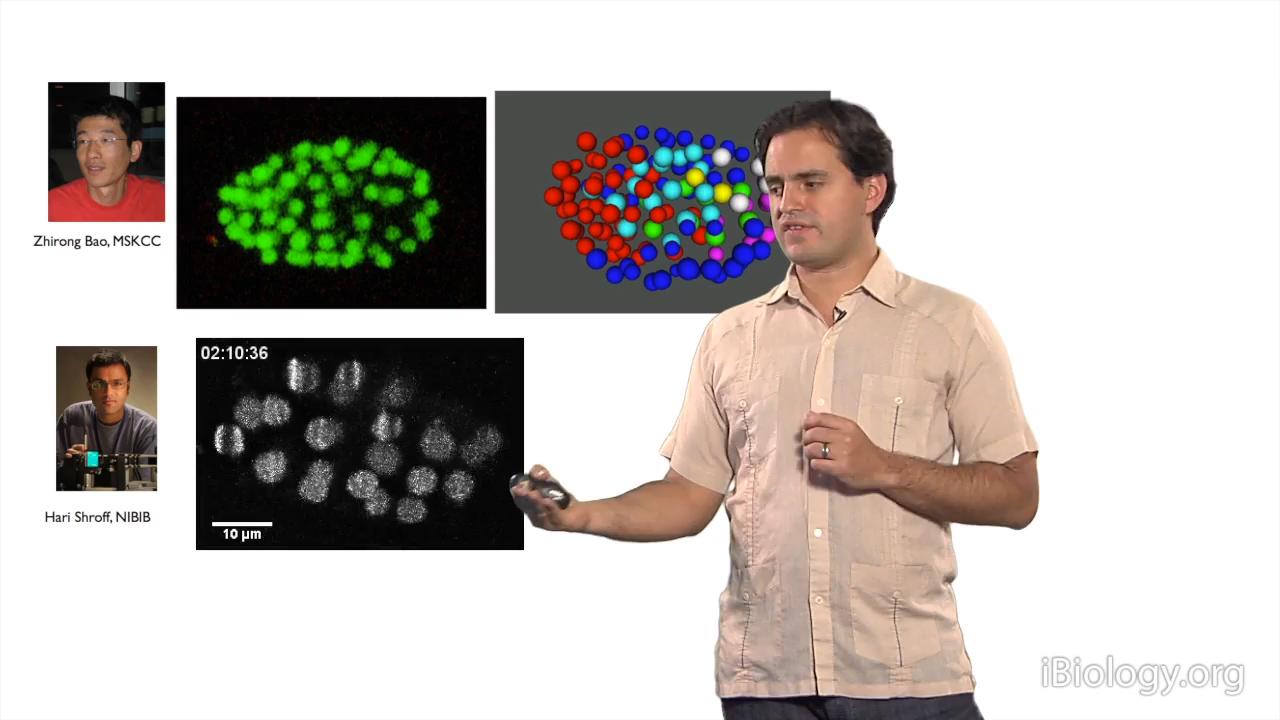 Zhirong Bao, MSKCC
02:10:36
10 µm
Hari Shroff, NIBIB
iBiology.org